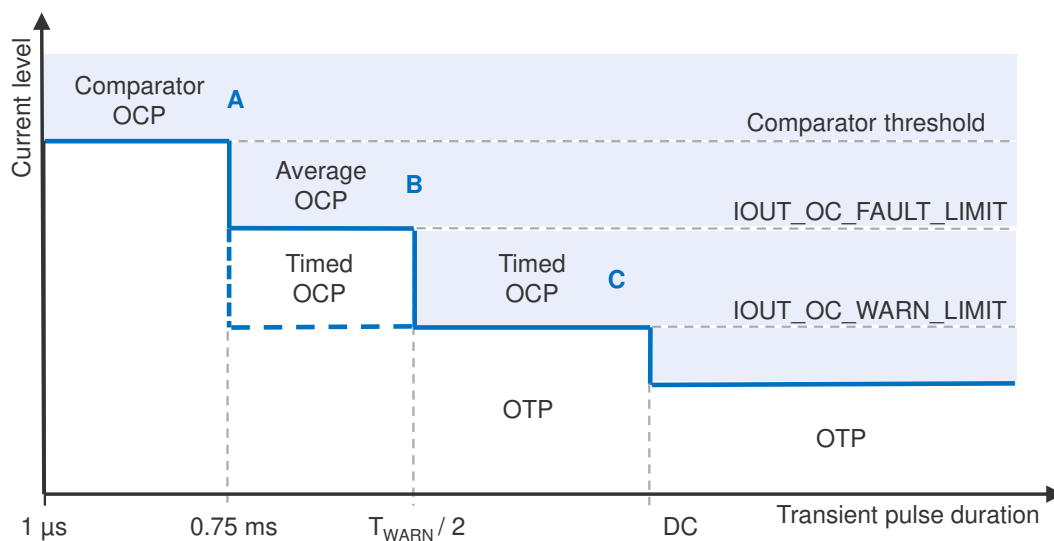 Current level
Comparator
OCP
A
Comparator threshold
Average
OCP
B
IOUT_OC_FAULT_LIMIT
Timed
OCP
Timed
OCP
C
IOUT_OC_WARN_LIMIT
OTP
OTP
1 μs
0.75 ms
TWARN / 2
DC
Transient pulse duration